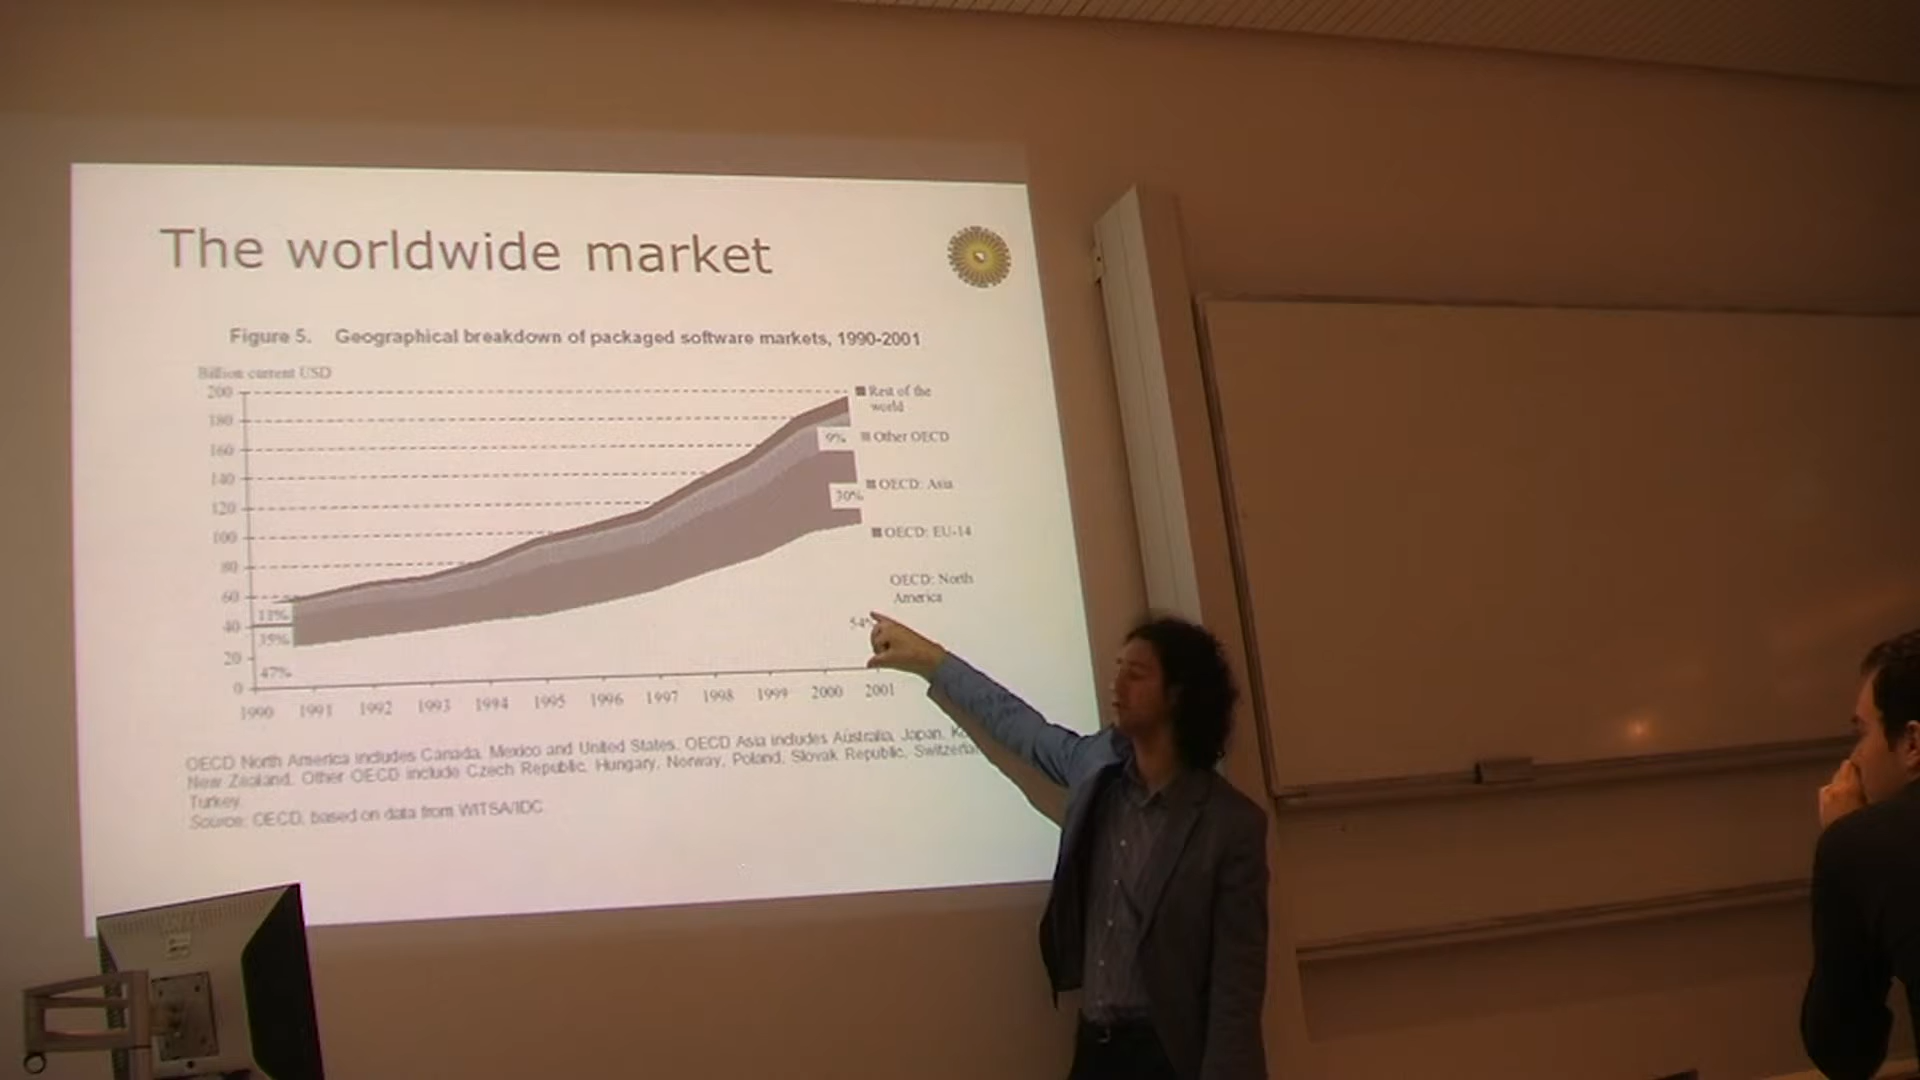 The worldwide market
Figure 5. Geographical breakdown of packaged software markets, 1990-2001
Billion current USD
200
180
160
140
120
100
80
60
40
20
0
Rest of the
world
9%
Other OECD
OECD: Asia
30%
OECD: EU-14
OECD: North
America
54%
47%
1990 1991 1992 1993 1994 1995 1996 1997 1998 1999 2000 2001
OECD North America includes Canada, Mexico and United States. OECD Asia includes Australia, Japan,
New Zealand. Other OECD include Czech Republic, Hungary, Norway, Poland, Slovak Republic,
Turkey.
Source: OECD, based on data from WITSA/IDC.